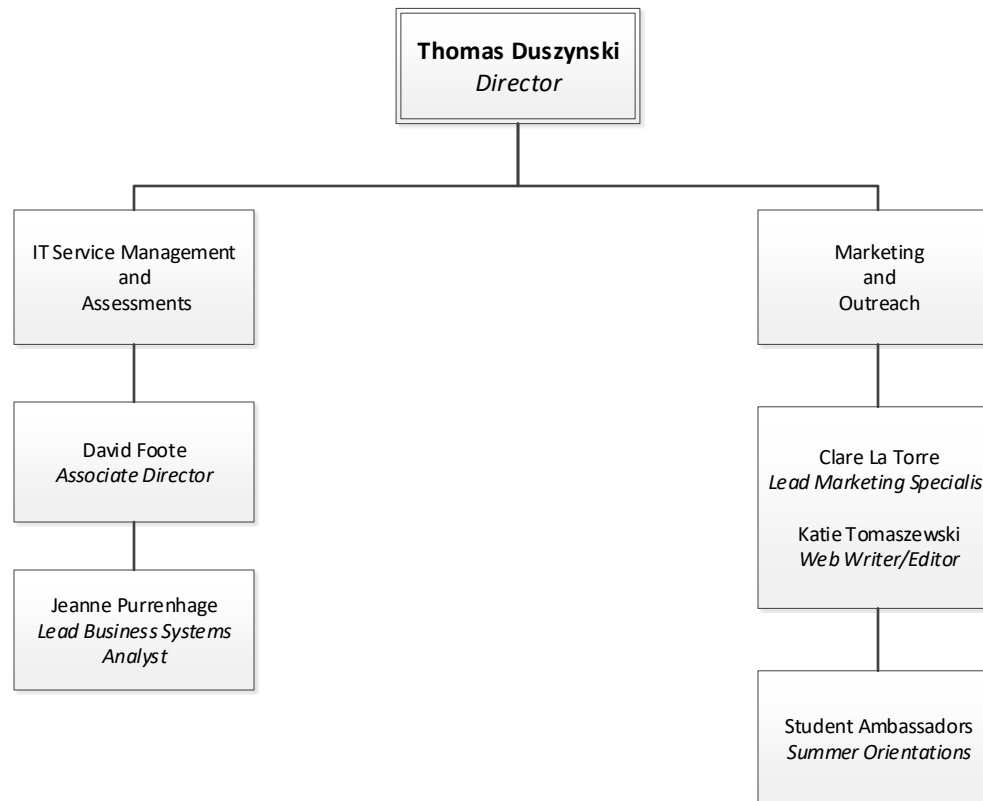 Thomas Duszynski
Director
IT Service Management
and
Assessments
David Foote
Associate Director
Jeanne Purrenhage
Lead Business Systems
Analyst
Marketing
and
Outreach
Clare La Torre
Lead Marketing Specialis
Katie Tomaszewski
Web Writer/Editor
Student Ambassadors
Summer Orientations